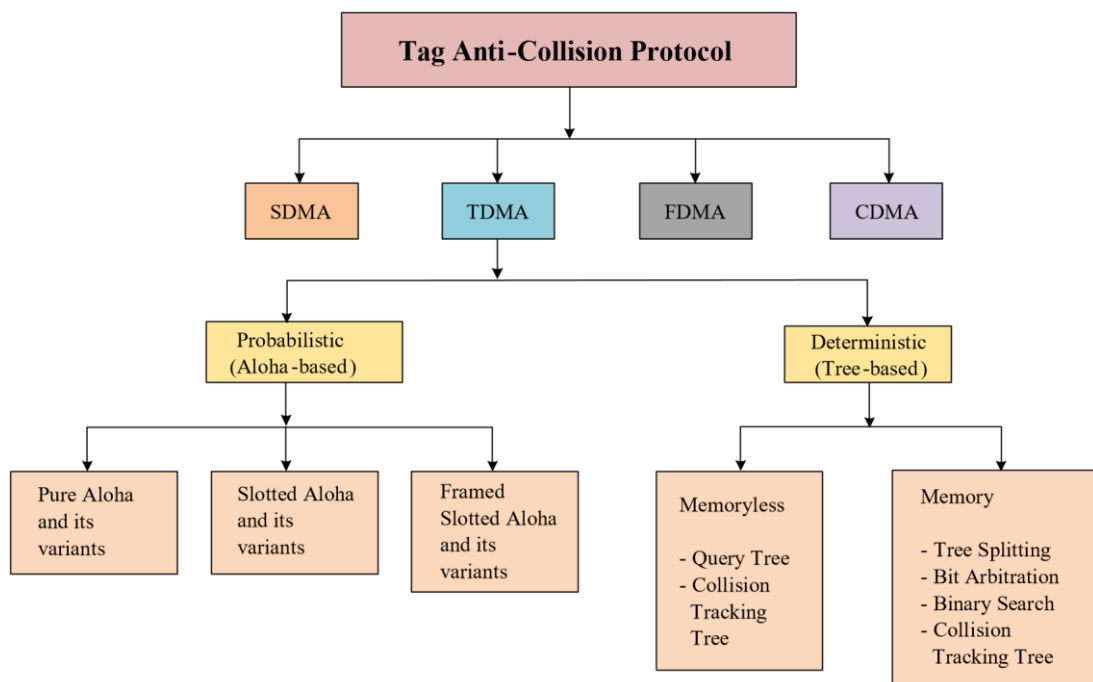 Tag Anti-Collision Protocol
SDMA
TDMA
FDMA
CDMA
Probabilistic
(Aloha-based)
Deterministic
(Tree-based)
Pure Aloha
and its
variants
Slotted Aloha
and its
variants
Framed
Slotted Aloha
and its
variants
Memoryless
- Query Tree
- Collision
Tracking
Tree
Memory
- Tree Splitting
- Bit Arbitration
- Binary Search
- Collision
Tracking Tree